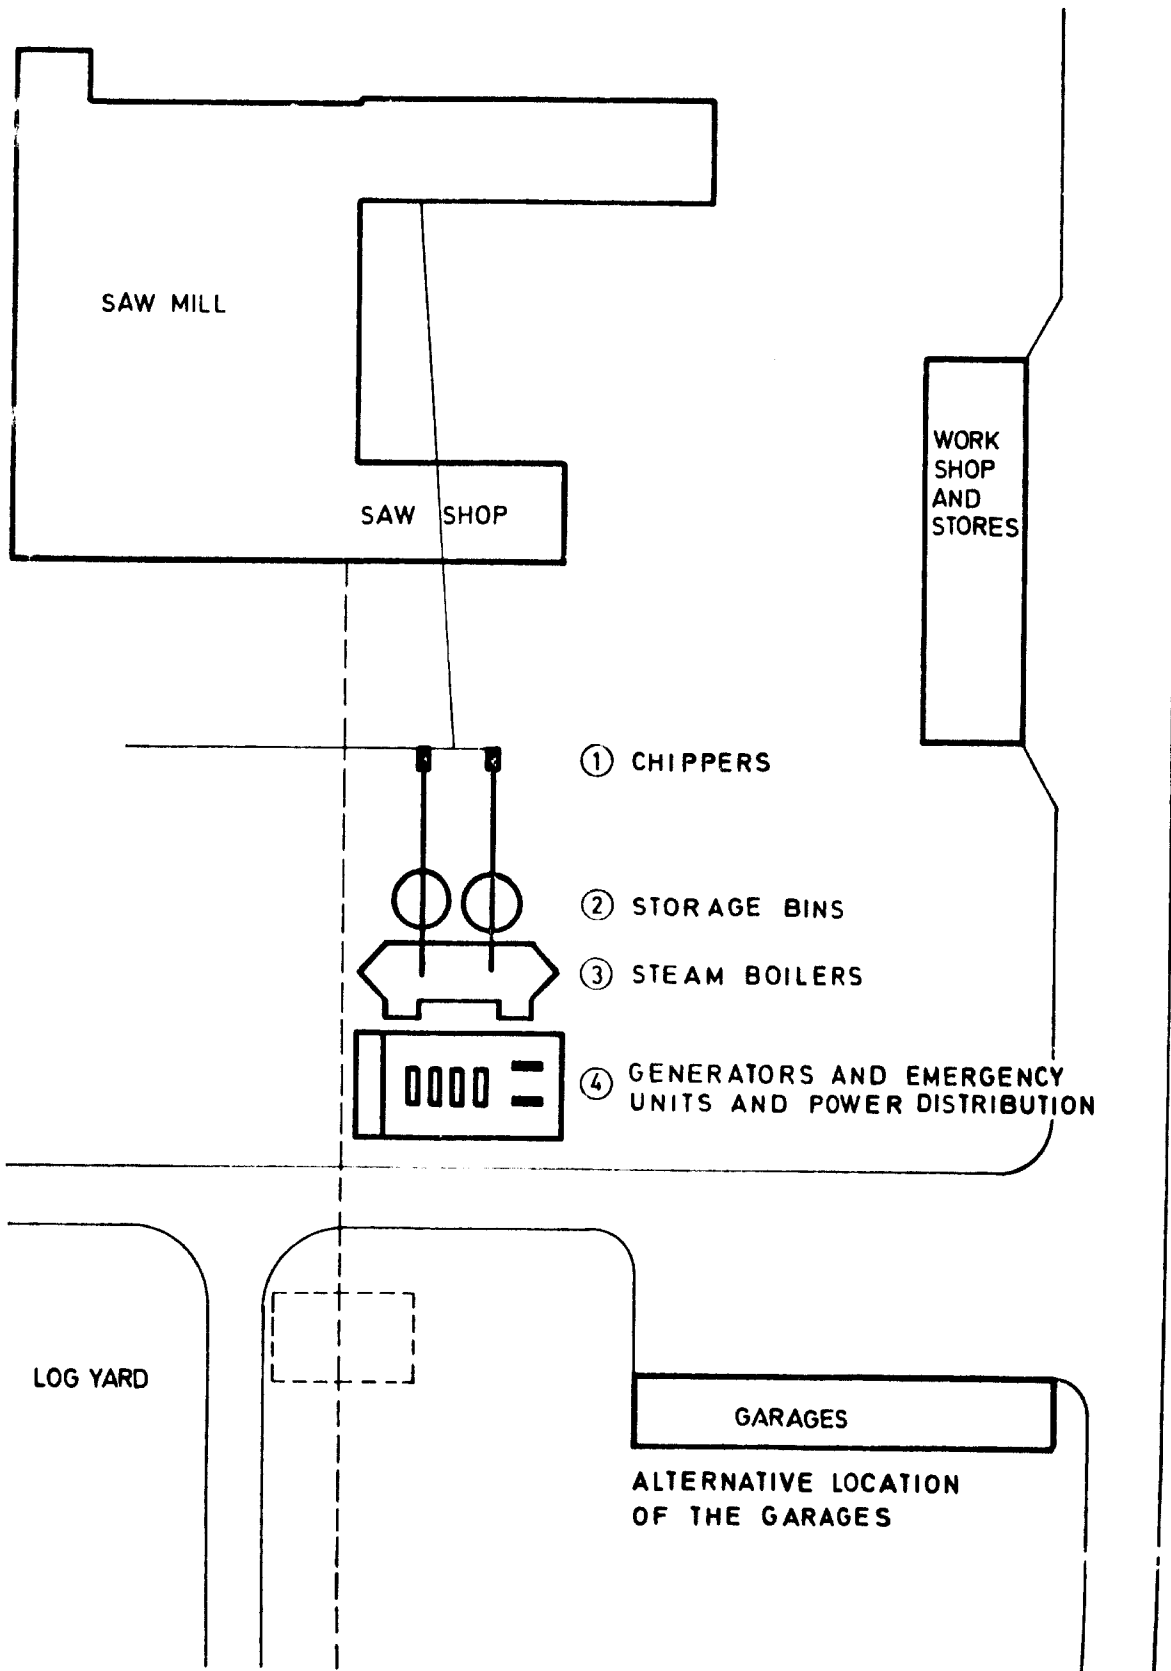 SAW MILL
SAW SHOP
WORK
SHOP
AND
STORES
1 CHIPPERS
2 STORAGE BINS
3 STEAM BOILERS
4 GENERATORS AND EMERGENCY
UNITS AND POWER DISTRIBUTION
LOG YARD
GARAGES
ALTERNATIVE LOCATION
OF THE GARAGES